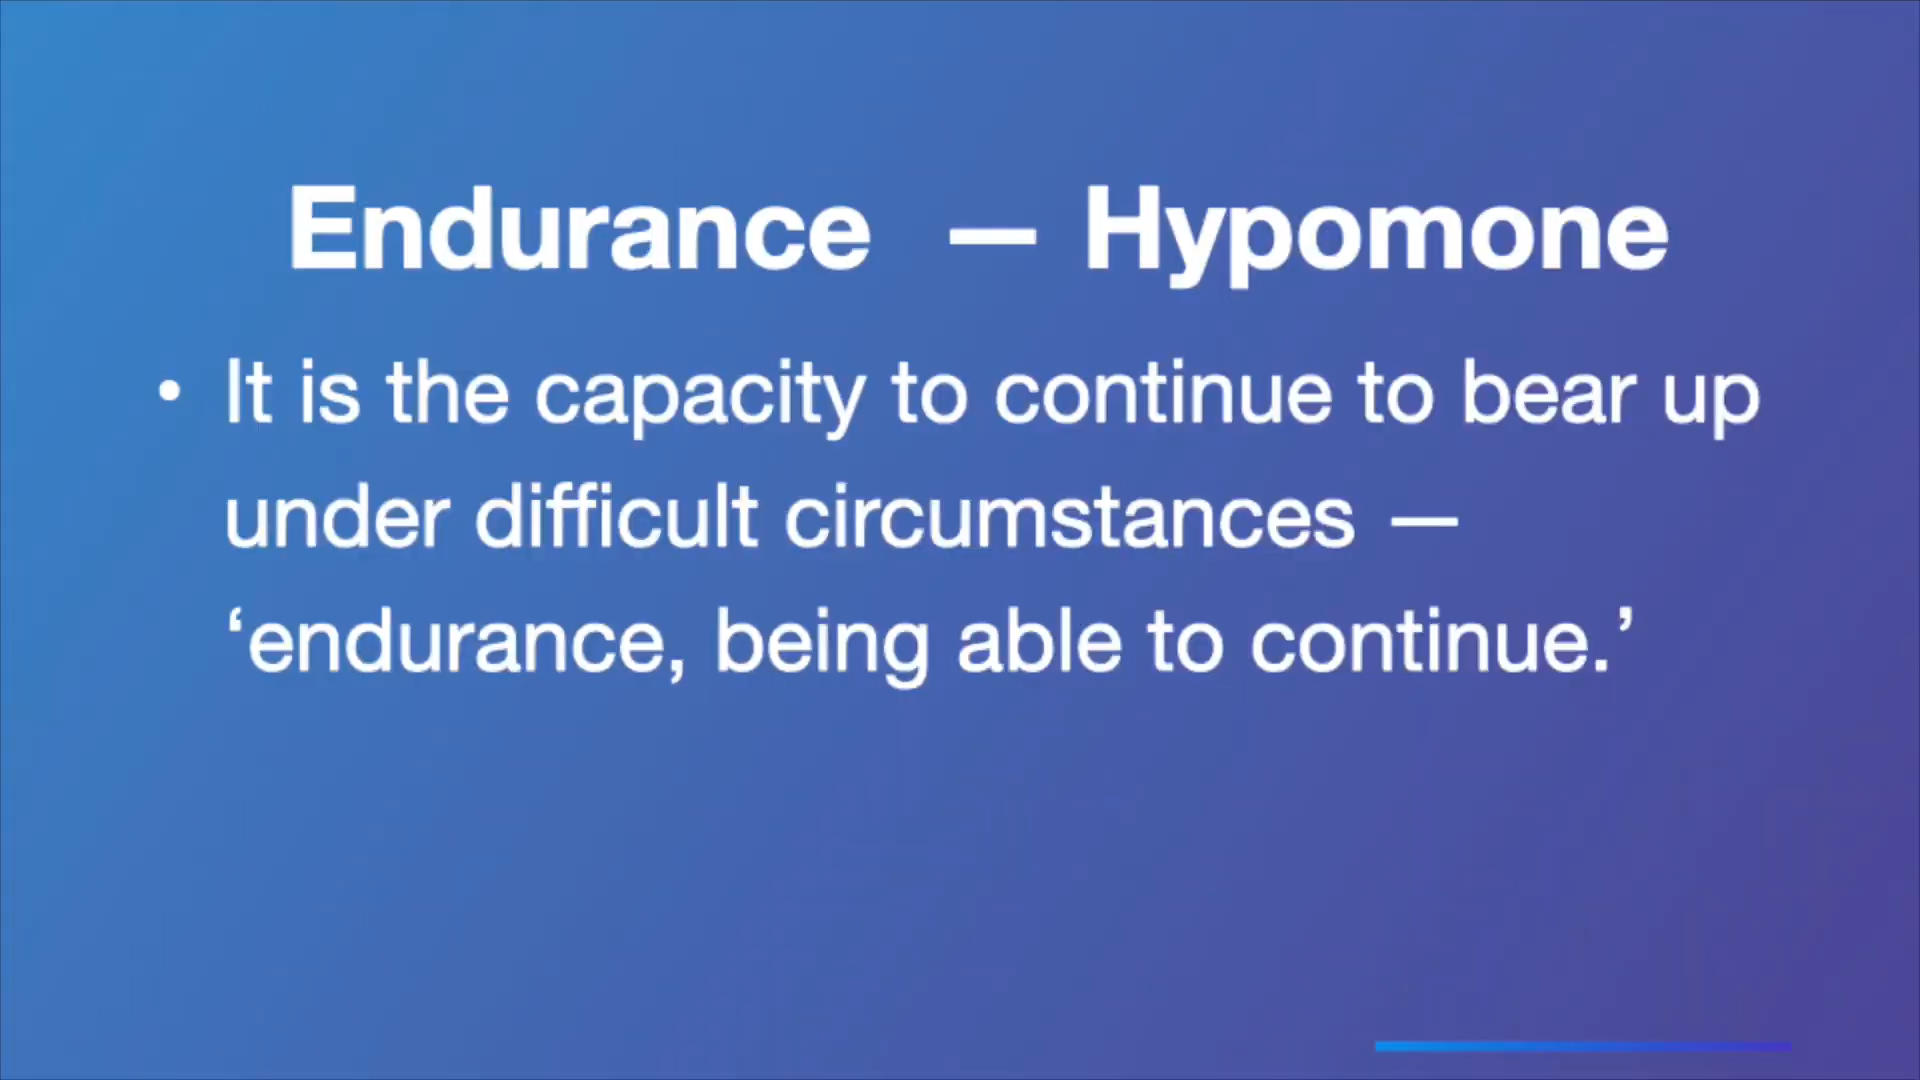 Endurance — Hypomone
• It is the capacity to continue to bear up
under difficult circumstances —
‘endurance, being able to continue.’